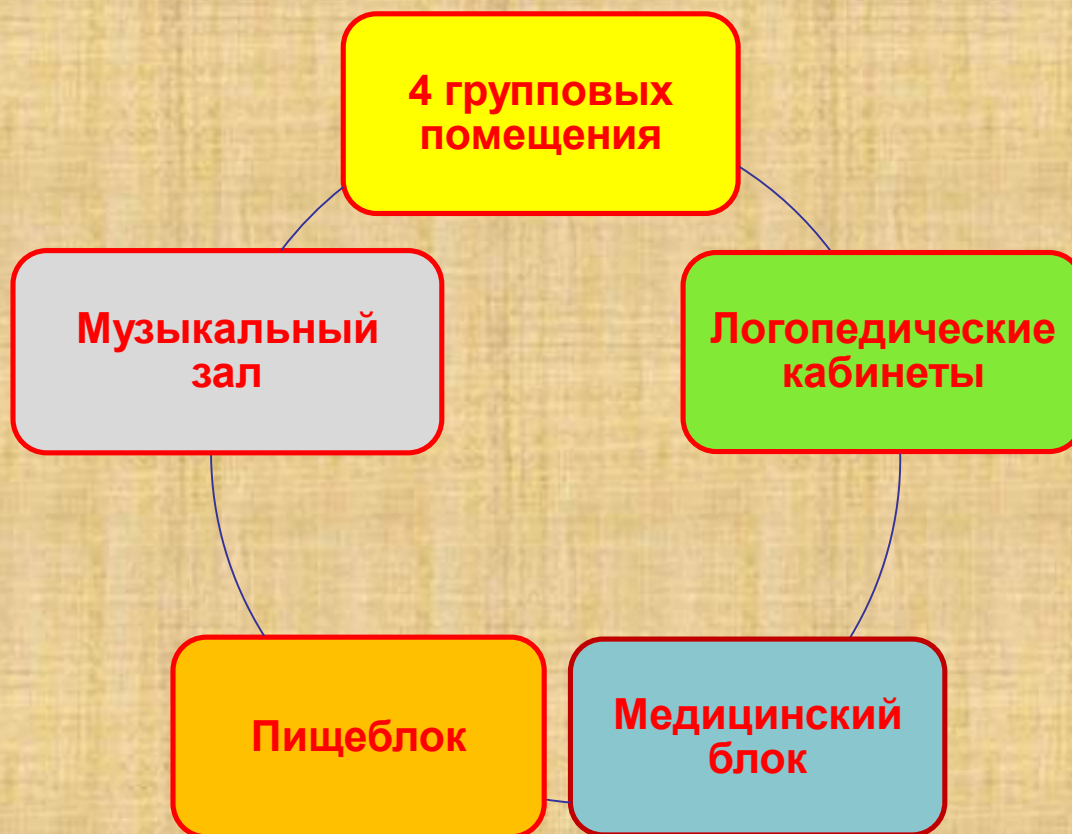 4 групповых
помещения
Музыкальный
зал
Логопедические
кабинеты
Пищеблок
Медицинский
блок